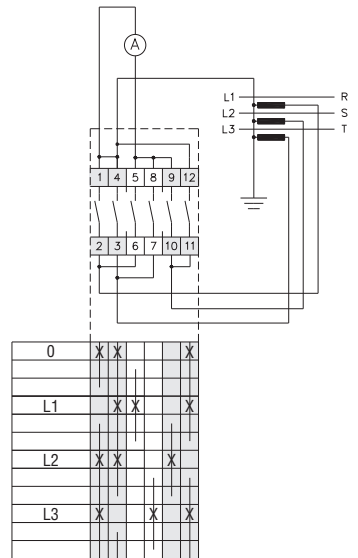 A
L1 R
L2 S
L3 T
1 4 5 8 9 12
2 3 6 7 10 11
0 X X X
L1 X X X
L2 X X X
L3 X X X